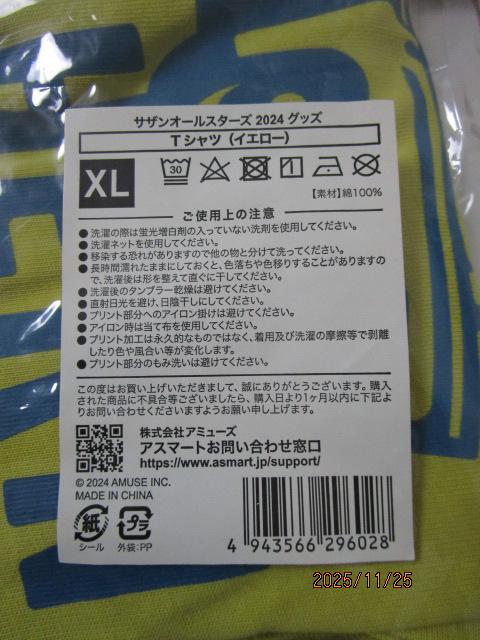 サザンオールスターズ 2024 グッズ
Tシャツ（イエロー）
XL
30
【素材】綿100%
ご使用上の注意
●洗濯の際は蛍光増白剤の入っていない洗剤を使用してください。
●洗濯ネットを使用してください。
●移染する恐れがありますので他の物と分けて洗ってください。
●長時間濡れたままにしておくと、色落ちや色移りすることがありますの
で、洗濯後は形を整えて直ぐに干してください。
●洗濯後のタンブラー乾燥は避けてください。
●直射日光を避け、日陰干しにしてください。
●プリント部分へのアイロン掛けは避けてください。
●アイロン時は当て布を使用してください。
●プリント加工は永久的なものではなく、着用及び洗濯の摩擦等で剥離
したり色や風合い等が変化します。
●プリント部分のもみ洗いは避けてください。
この度はお買い上げいただきまして、誠にありがとうございます。購入
された商品に不具合等ございましたら、購入日より1ヶ月以内に下記よ
りお問い合わせくださいますようお願い申し上げます。
株式会社アミューズ
アスマートお問い合わせ窓口
https://www.asmart.jp/support/
© 2024 AMUSE INC.
MADE IN CHINA
紙
シール
プラ
外袋:PP
4 943566 296028
2025/11/25